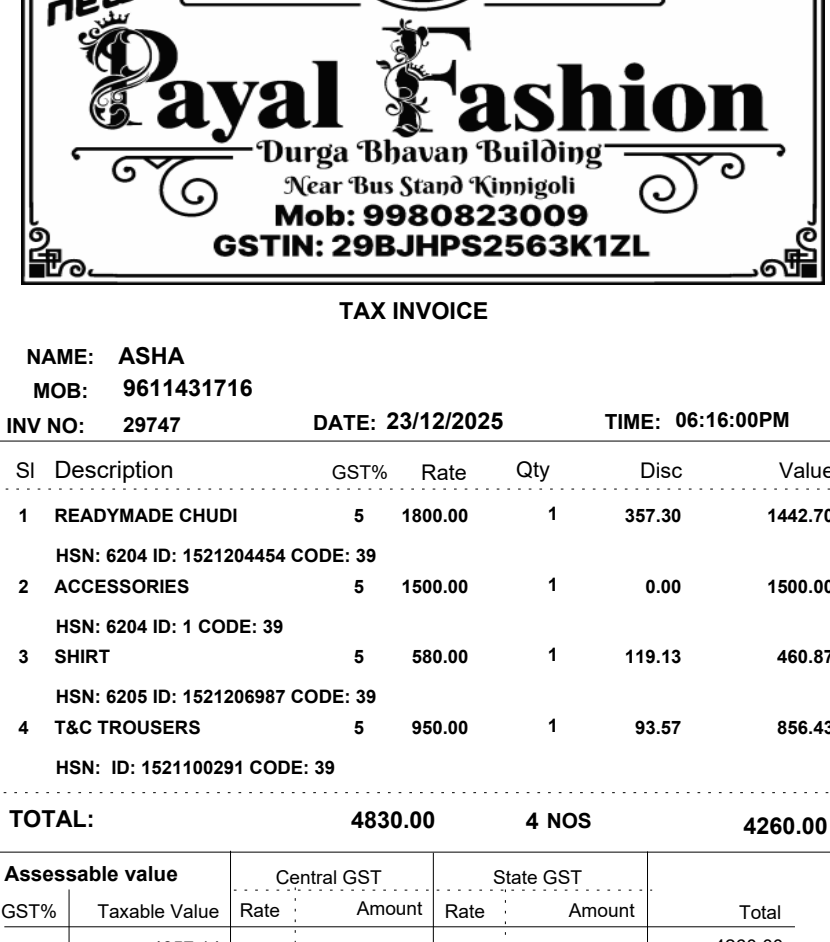 new
Payal Fashion
Durga Bhavan Building
Near Bus Stand Kinnigoli
Mob: 9980823009
GSTIN: 29BJHPS2563K1ZL
TAX INVOICE
NAME: ASHA
MOB: 9611431716
INV NO: 29747 DATE: 23/12/2025 TIME: 06:16:00PM
Sl Description GST% Rate Qty Disc Value
1 READYMADE CHUDI 5 1800.00 1 357.30 1442.70
HSN: 6204 ID: 1521204454 CODE: 39
2 ACCESSORIES 5 1500.00 1 0.00 1500.00
HSN: 6204 ID: 1 CODE: 39
3 SHIRT 5 580.00 1 119.13 460.87
HSN: 6205 ID: 1521206987 CODE: 39
4 T&C TROUSERS 5 950.00 1 93.57 856.43
HSN: ID: 1521100291 CODE: 39
TOTAL: 4830.00 4 NOS 4260.00
Assessable value Central GST State GST
GST% Taxable Value Rate Amount Rate Amount Total